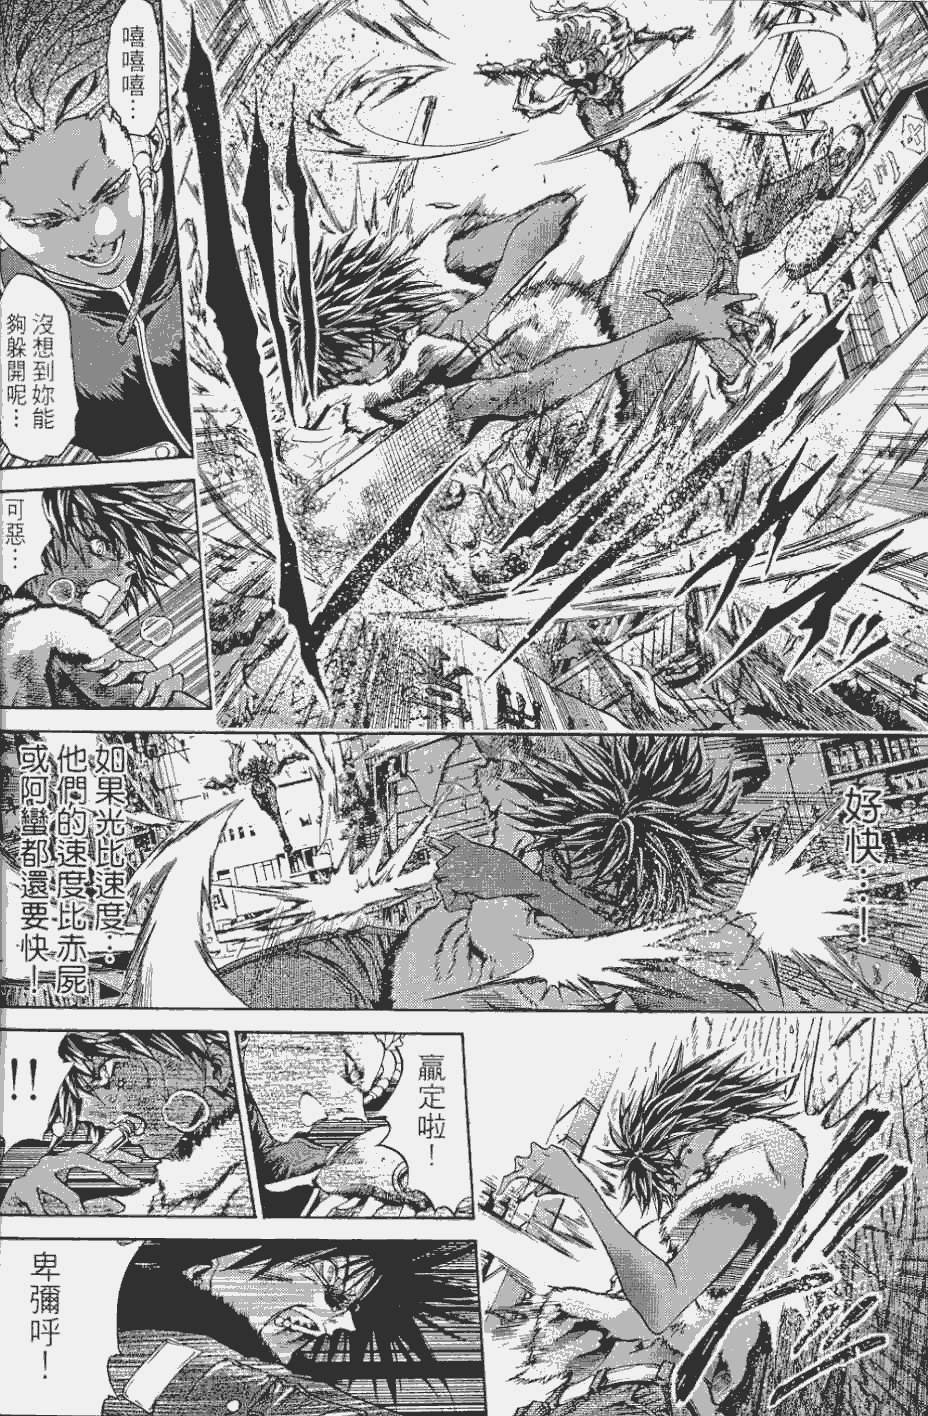 嘻嘻嘻…
沒想到妳能
夠躲開呢…
可惡…
好快…！
如果光比速度…
他們的速度比赤屍
或阿蠻都還要快！
贏定啦！
!!
卑彌呼！